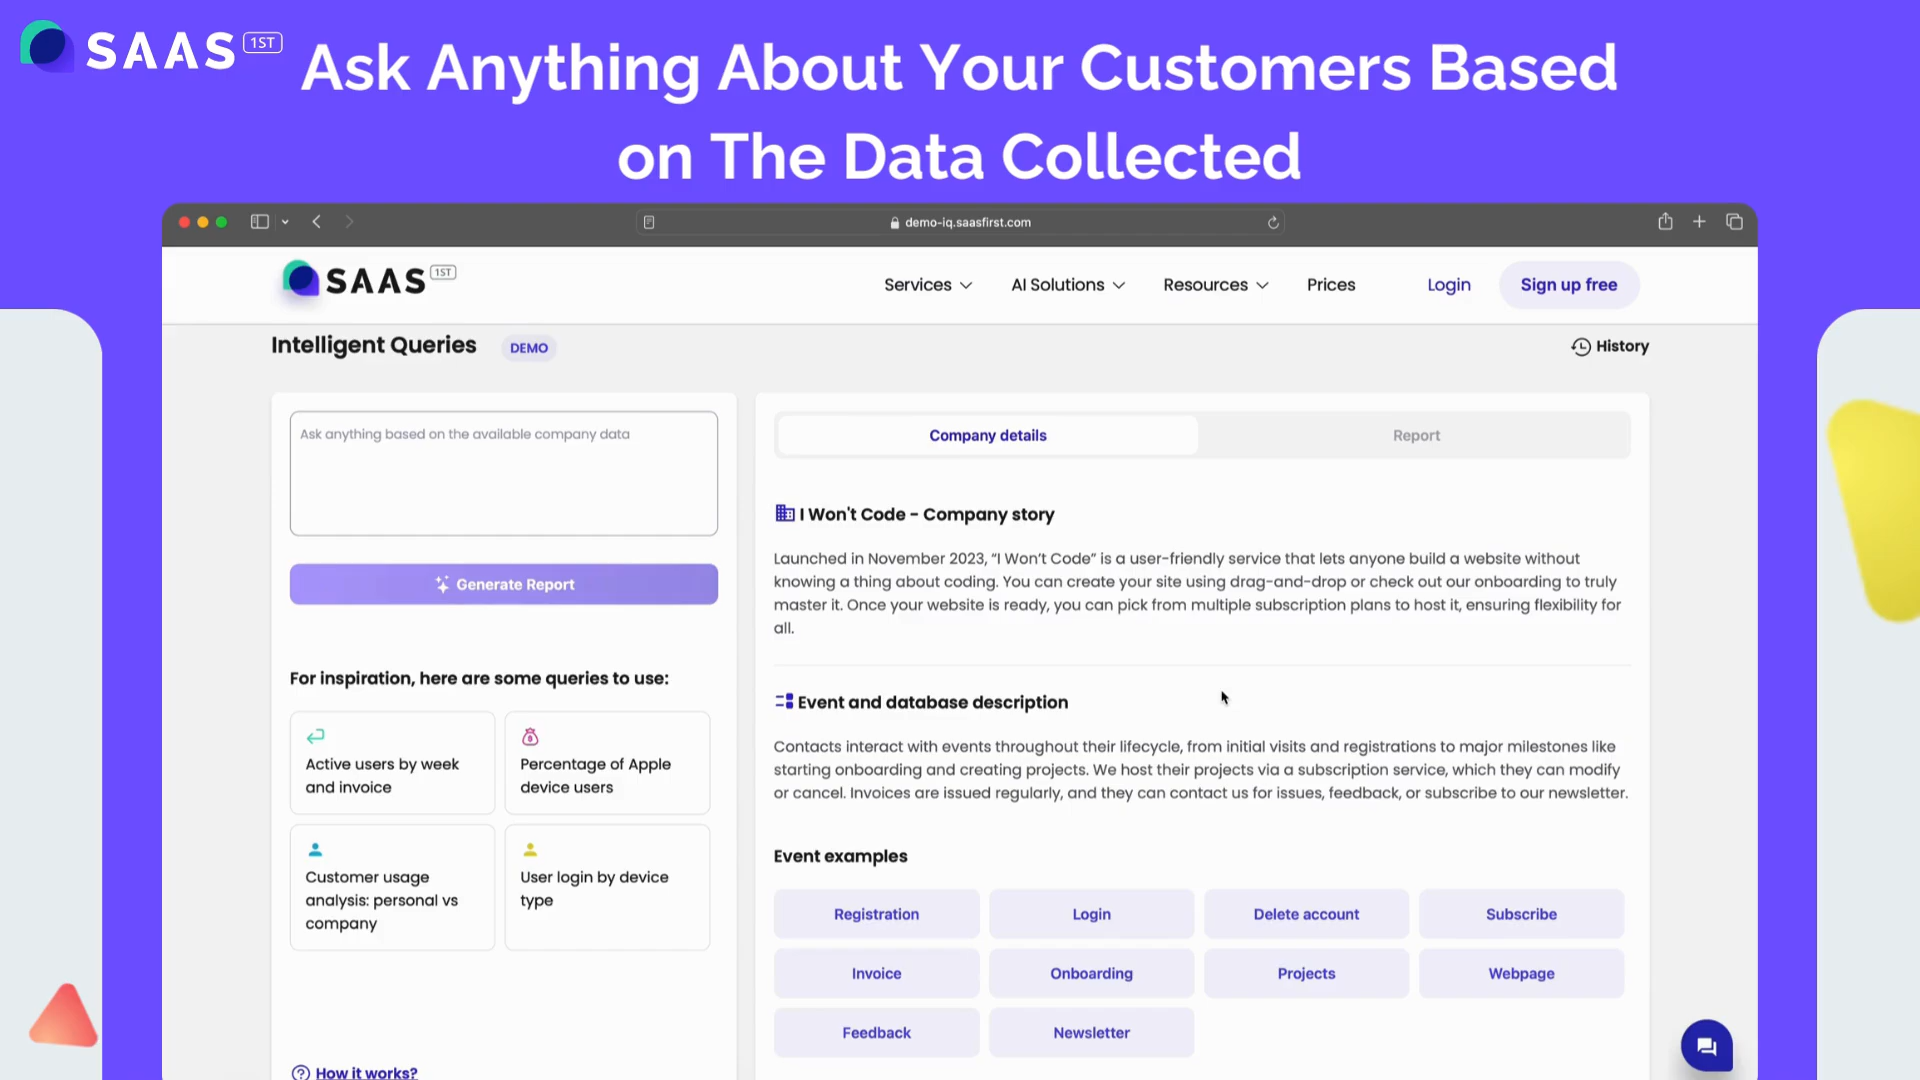 SAAS 1ST
Ask Anything About Your Customers Based
on The Data Collected
demo-iq.saasfirst.com
SAAS 1ST
Services
AI Solutions
Resources
Prices
Login
Sign up free
Intelligent Queries
DEMO
History
Ask anything based on the available company data
Generate Report
For inspiration, here are some queries to use:
Active users by week
and invoice
Percentage of Apple
device users
Customer usage
analysis: personal vs
company
User login by device
type
How it works?
Company details
Report
I Won't Code - Company story
Launched in November 2023, “I Won’t Code” is a user-friendly service that lets anyone build a website without
knowing a thing about coding. You can create your site using drag-and-drop or check out our onboarding to truly
master it. Once your website is ready, you can pick from multiple subscription plans to host it, ensuring flexibility for
all.
Event and database description
Contacts interact with events throughout their lifecycle, from initial visits and registrations to major milestones like
starting onboarding and creating projects. We host their projects via a subscription service, which they can modify
or cancel. Invoices are issued regularly, and they can contact us for issues, feedback, or subscribe to our newsletter.
Event examples
Registration
Login
Delete account
Subscribe
Invoice
Onboarding
Projects
Webpage
Feedback
Newsletter